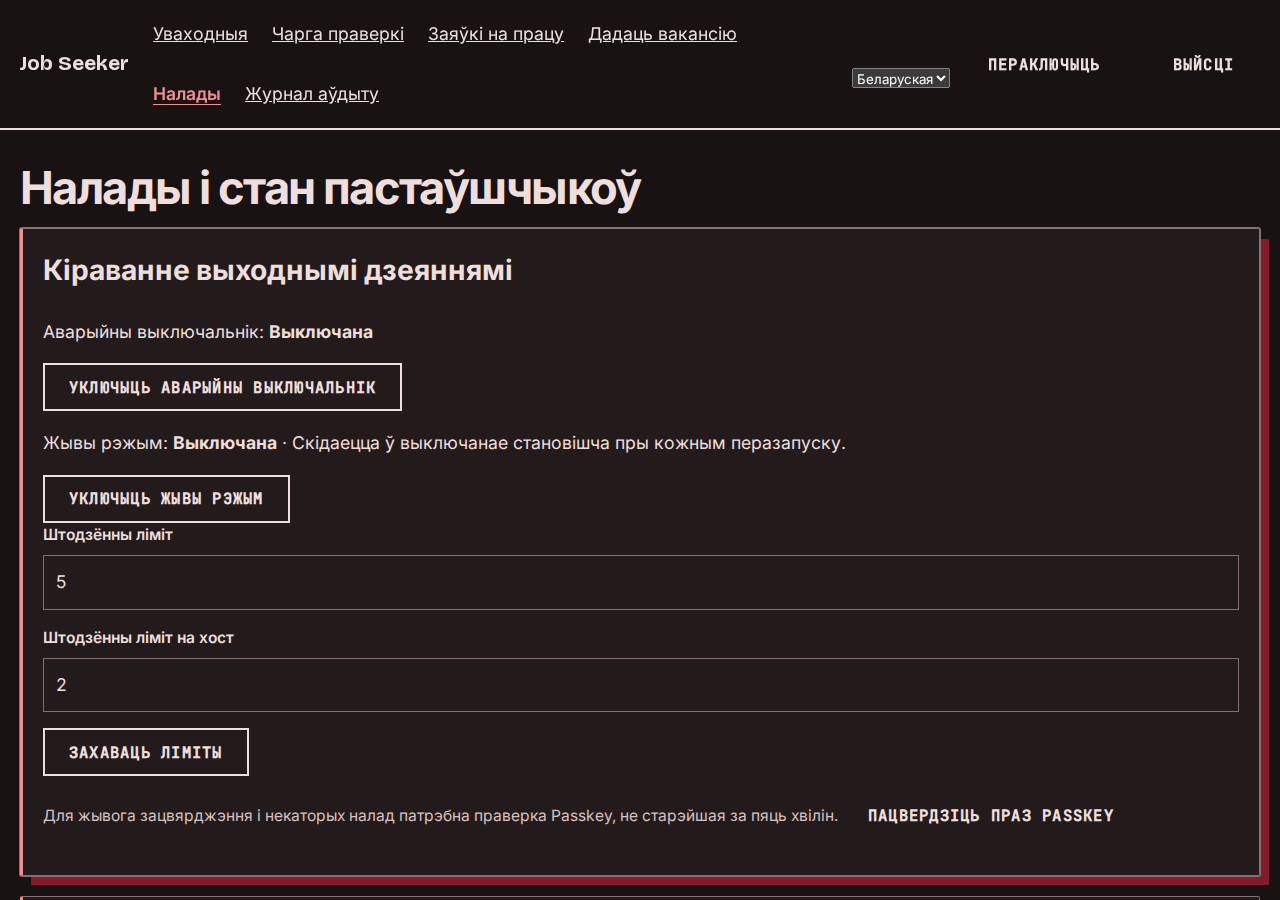 Job Seeker
Уваходныя Чарга праверкі Заяўкі на працу Дадаць вакансію
Налады Журнал аўдыту
Беларуская
ПЕРАКЛЮЧЫЦЬ
ВЫЙСЦІ
Налады і стан пастаўшчыкоў
Кіраванне выходнымі дзеяннямі
Аварыйны выключальнік: Выключана
УКЛЮЧЫЦЬ АВАРЫЙНЫ ВЫКЛЮЧАЛЬНІК
Жывы рэжым: Выключана · Скідаецца ў выключанае становішча пры кожным перазапуску.
УКЛЮЧЫЦЬ ЖЫВЫ РЭЖЫМ
Штодзённы ліміт
5
Штодзённы ліміт на хост
2
ЗАХАВАЦЬ ЛІМІТЫ
Для жывога зацвярджэння і некаторых налад патрэбна праверка Passkey, не старэйшая за пяць хвілін. ПАЦВЕРДЗІЦЬ ПРАЗ PASSKEY